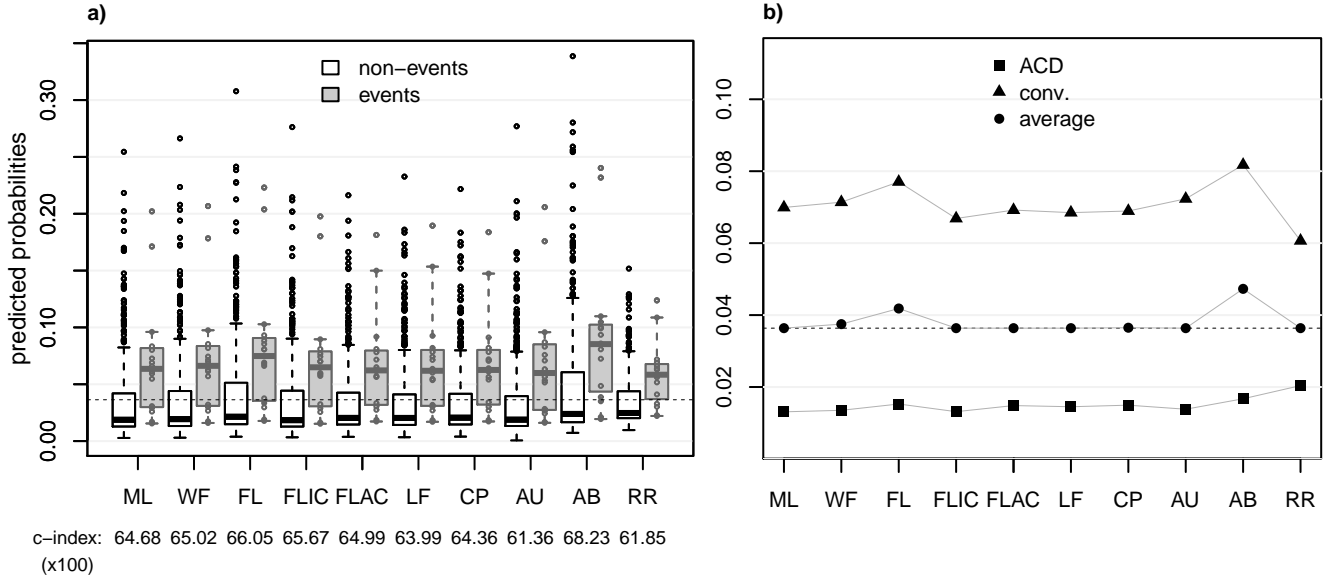 a)
non−events
events
predicted probabilities
0.30
0.20
0.10
0.00
ML WF FL FLIC FLAC LF CP AU AB RR
c−index: 64.68 65.02 66.05 65.67 64.99 63.99 64.36 61.36 68.23 61.85
(x100)
b)
ACD
conv.
average
0.10
0.08
0.06
0.04
0.02
ML WF FL FLIC FLAC LF CP AU AB RR